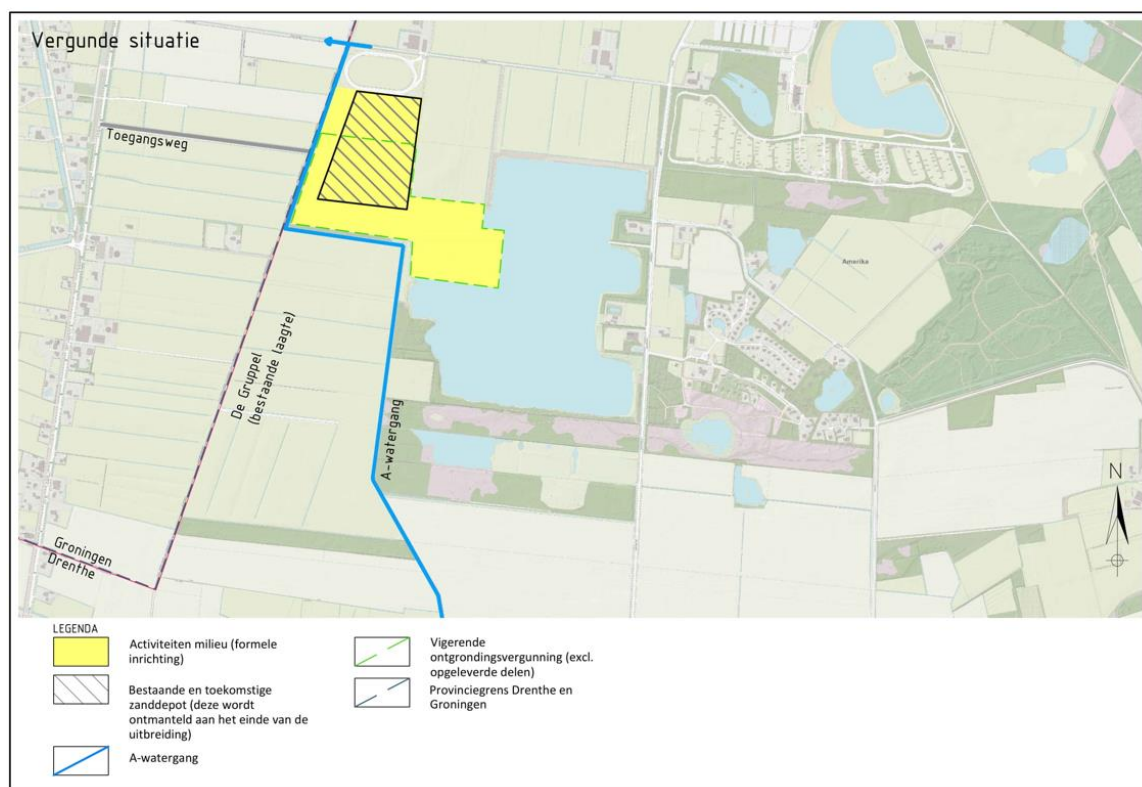 Vergunde situatie
Toegangsweg
Amerika
De Gruppel
(bestaande laagte)
A-watergang
N
Groningen
Drenthe
LEGENDA
Activiteiten milieu (formele
inrichting)
Bestaande en toekomstige
zanddepot (deze wordt
ontmanteld aan het einde van de
uitbreiding)
A-watergang
Vigerende
ontgrondingsvergunning (excl.
opgeleverde delen)
Provinciegrens Drenthe en
Groningen